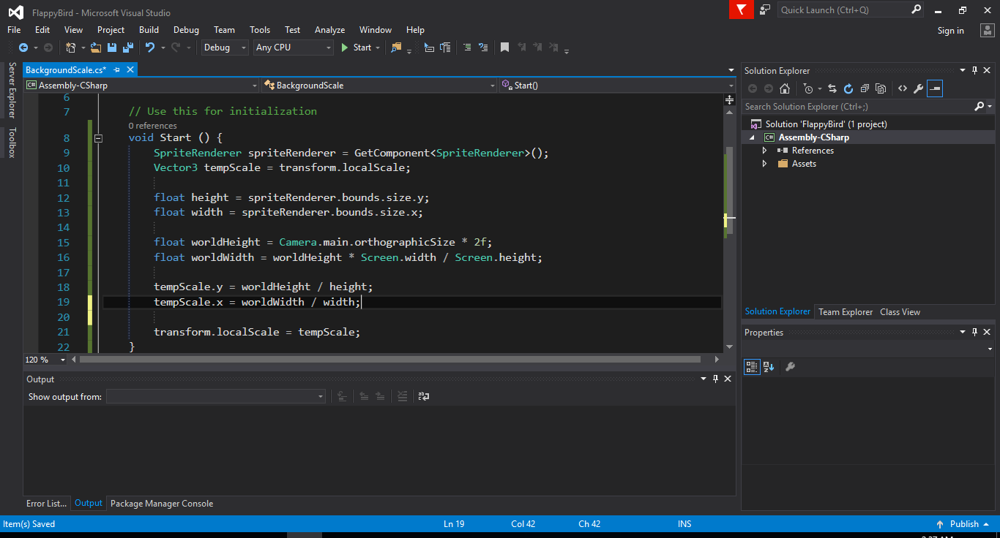 FlappyBird - Microsoft Visual Studio
Quick Launch (Ctrl+Q)
File Edit View Project Build Debug Team Tools Test Analyze Window Help
Sign in
Debug Any CPU Start
Server Explorer
Toolbox
BackgroundScale.cs*
C# Assembly-CSharp BackgroundScale Start()
6
7 // Use this for initialization
0 references
8 void Start () {
9 SpriteRenderer spriteRenderer = GetComponent<SpriteRenderer>();
10 Vector3 tempScale = transform.localScale;
11
12 float height = spriteRenderer.bounds.size.y;
13 float width = spriteRenderer.bounds.size.x;
14
15 float worldHeight = Camera.main.orthographicSize * 2f;
16 float worldWidth = worldHeight * Screen.width / Screen.height;
17
18 tempScale.y = worldHeight / height;
19 tempScale.x = worldWidth / width;
20
21 transform.localScale = tempScale;
22 }
120 %
Output
Show output from:
Error List... Output Package Manager Console
Solution Explorer
Search Solution Explorer (Ctrl+;)
Solution 'FlappyBird' (1 project)
C# Assembly-CSharp
References
Assets
Solution Explorer Team Explorer Class View
Properties
Item(s) Saved Ln 19 Col 42 Ch 42 INS Publish